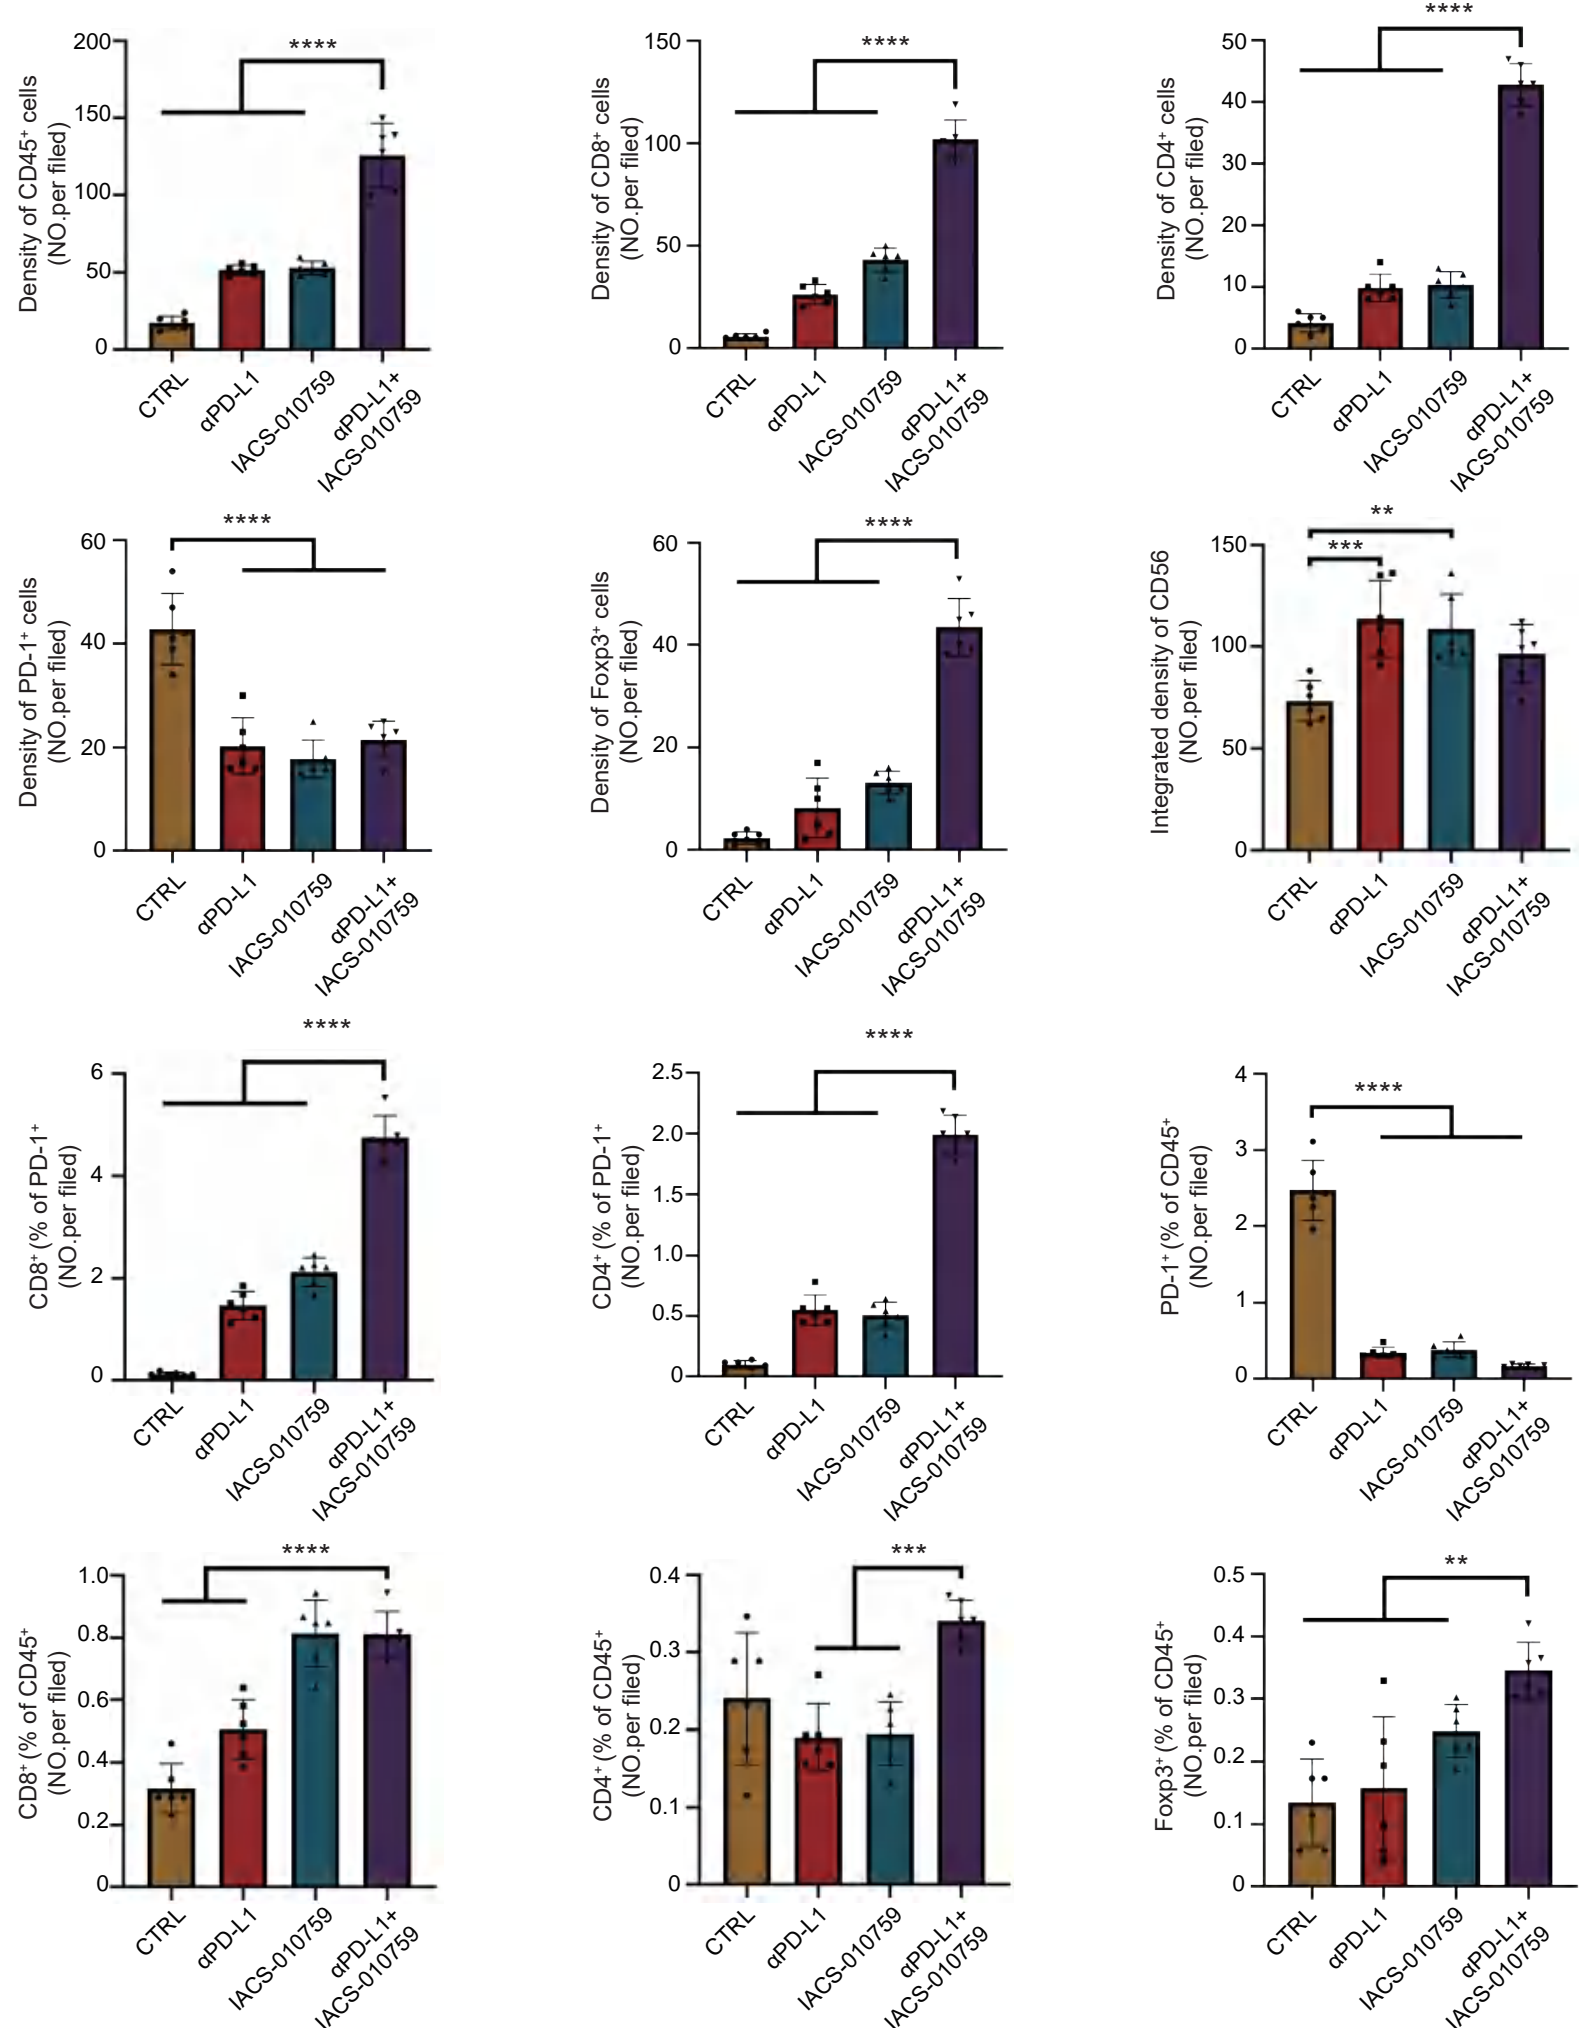 ****
200
150
100
50
0
Density of CD45⁺ cells
(NO.per filed)
CTRL
αPD-L1
IACS-010759
αPD-L1+
IACS-010759
****
150
100
50
0
Density of CD8⁺ cells
(NO.per filed)
CTRL
αPD-L1
IACS-010759
αPD-L1+
IACS-010759
****
50
40
30
20
10
0
Density of CD4⁺ cells
(NO.per filed)
CTRL
αPD-L1
IACS-010759
αPD-L1+
IACS-010759
****
60
40
20
0
Density of PD-1⁺ cells
(NO.per filed)
CTRL
αPD-L1
IACS-010759
αPD-L1+
IACS-010759
****
60
40
20
0
Density of Foxp3⁺ cells
(NO.per filed)
CTRL
αPD-L1
IACS-010759
αPD-L1+
IACS-010759
**
***
150
100
50
0
Integrated density of CD56
(NO.per filed)
CTRL
αPD-L1
IACS-010759
αPD-L1+
IACS-010759
****
6
4
2
0
CD8⁺ (% of PD-1⁺
(NO.per filed)
CTRL
αPD-L1
IACS-010759
αPD-L1+
IACS-010759
****
2.5
2.0
1.5
1.0
0.5
0
CD4⁺ (% of PD-1⁺
(NO.per filed)
CTRL
αPD-L1
IACS-010759
αPD-L1+
IACS-010759
****
4
3
2
1
0
PD-1⁺ (% of CD45⁺
(NO.per filed)
CTRL
αPD-L1
IACS-010759
αPD-L1+
IACS-010759
****
1.0
0.8
0.6
0.4
0.2
0
CD8⁺ (% of CD45⁺
(NO.per filed)
CTRL
αPD-L1
IACS-010759
αPD-L1+
IACS-010759
***
0.4
0.3
0.2
0.1
0
CD4⁺ (% of CD45⁺
(NO.per filed)
CTRL
αPD-L1
IACS-010759
αPD-L1+
IACS-010759
**
0.5
0.4
0.3
0.2
0.1
0
Foxp3⁺ (% of CD45⁺
(NO.per filed)
CTRL
αPD-L1
IACS-010759
αPD-L1+
IACS-010759